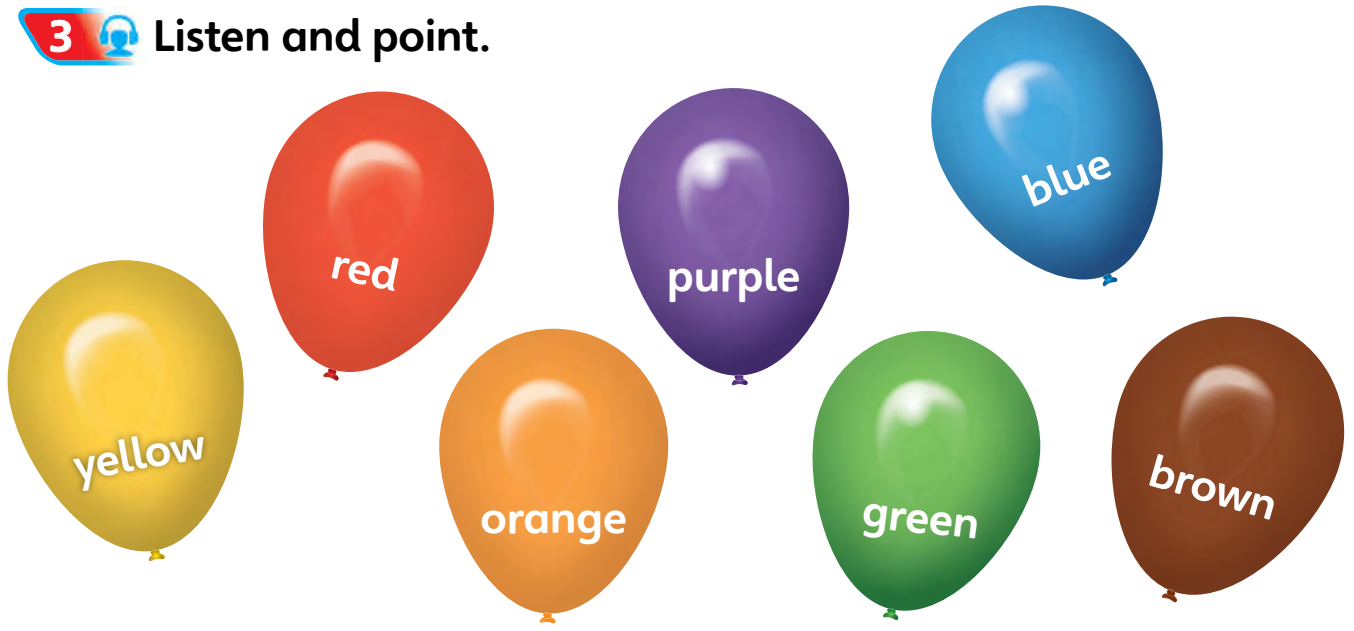 3 Listen and point.
red
purple
blue
yellow
orange
green
brown